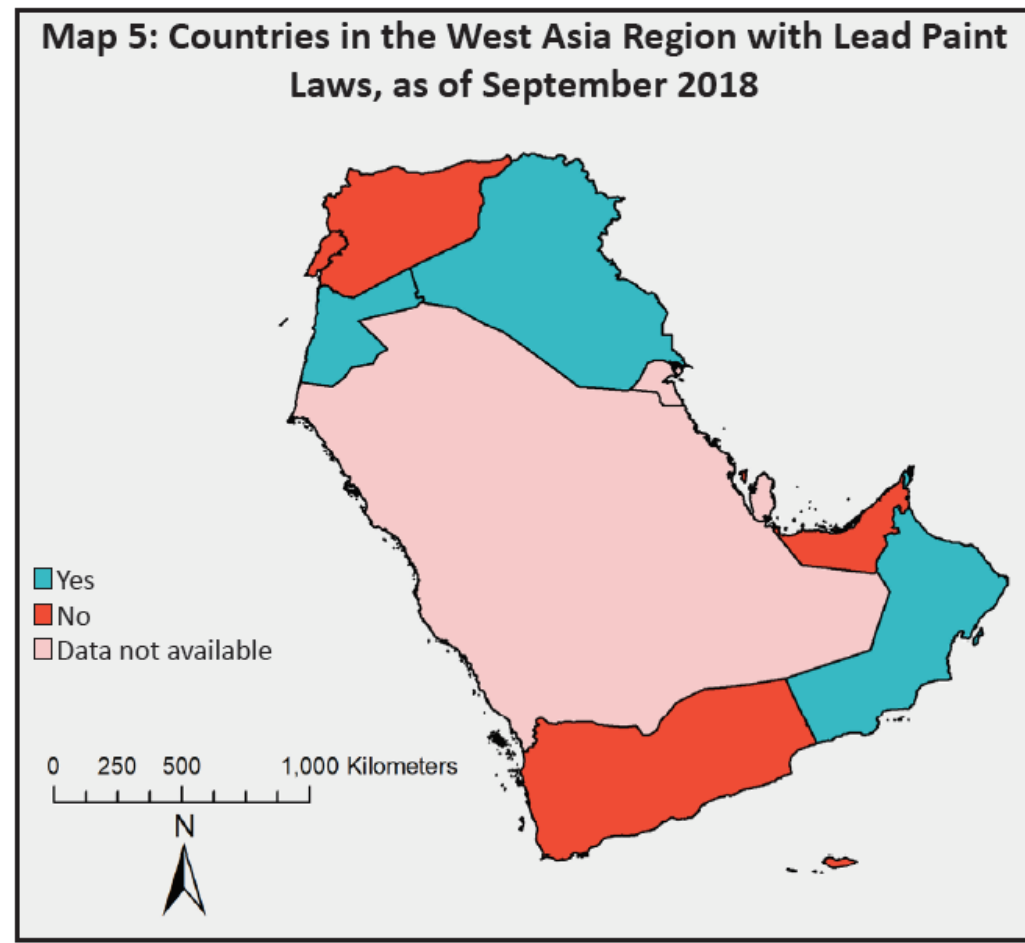 Map 5: Countries in the West Asia Region with Lead Paint
Laws, as of September 2018
Yes
No
Data not available
0 250 500 1,000 Kilometers
N